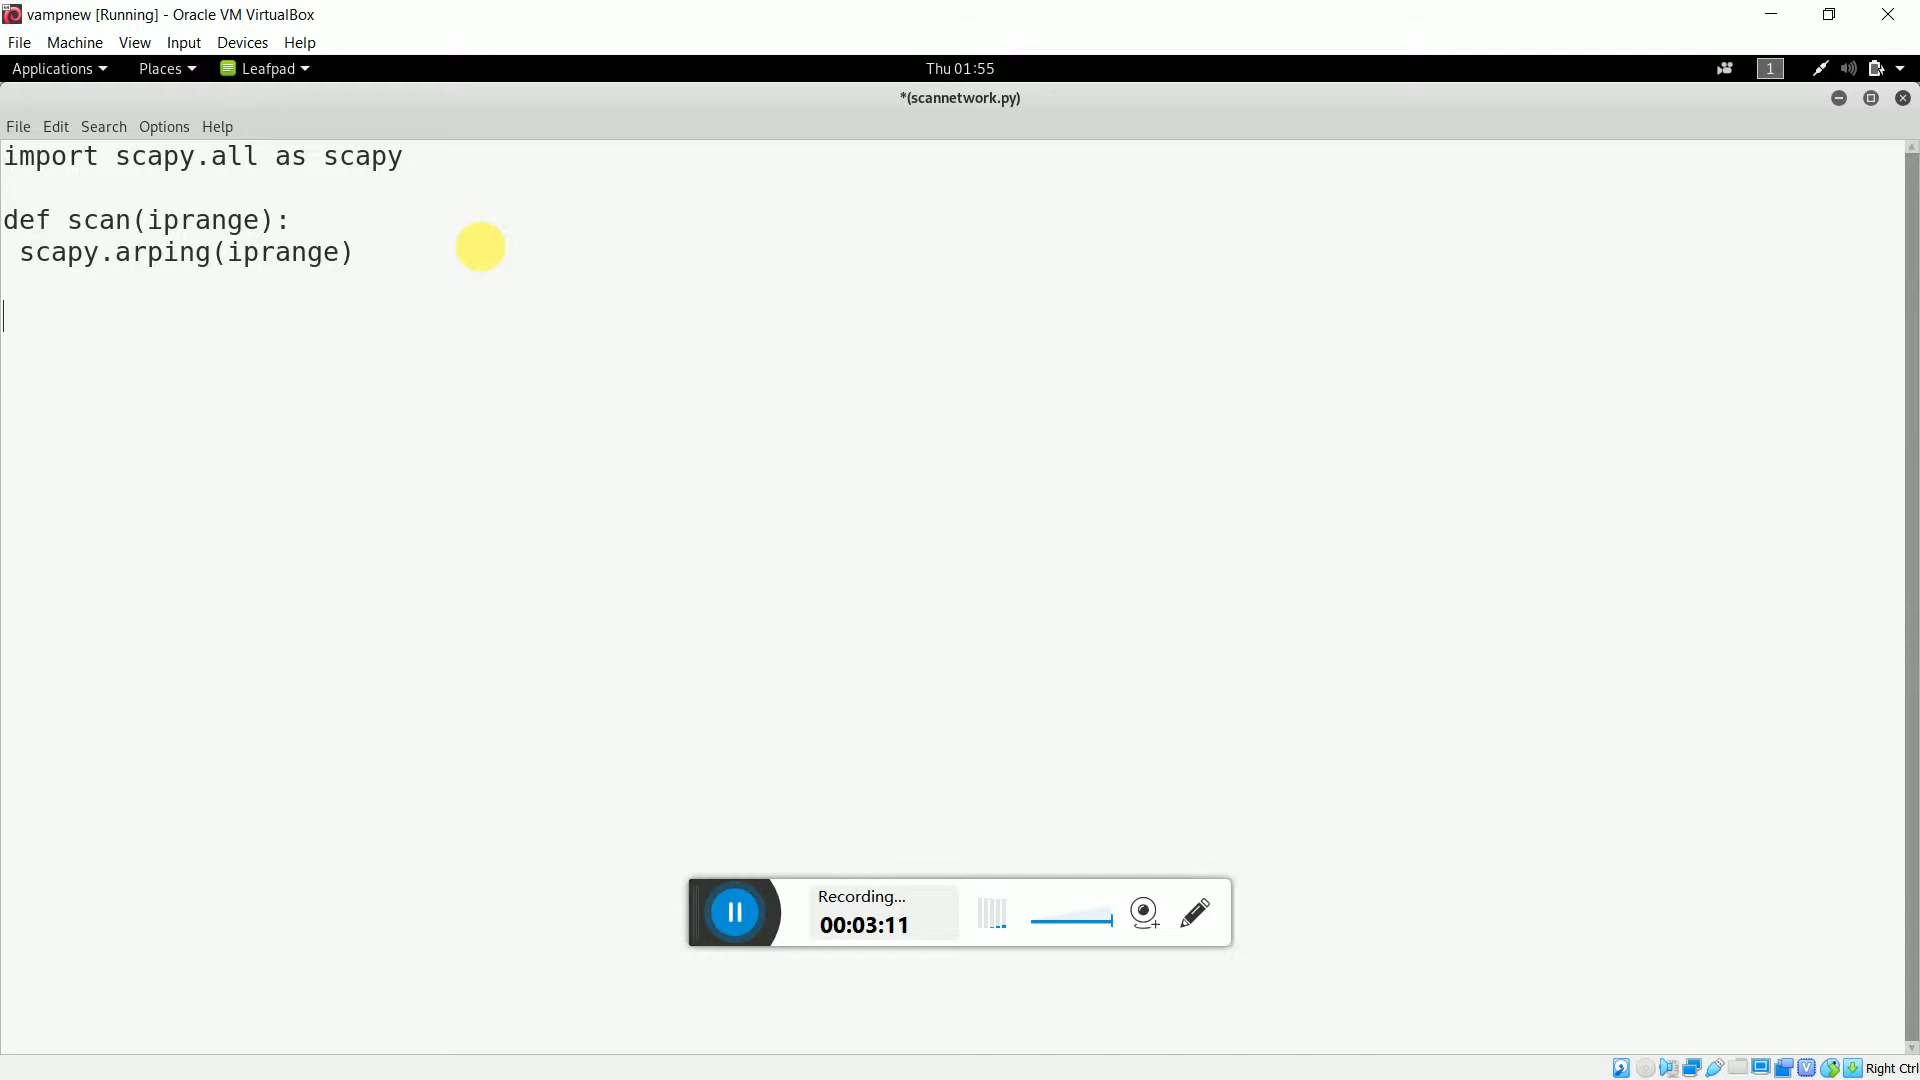 vampnew [Running] - Oracle VM VirtualBox
File Machine View Input Devices Help
Applications Places Leafpad Thu 01:55 1
*(scannetwork.py)
File Edit Search Options Help
import scapy.all as scapy
def scan(iprange):
 scapy.arping(iprange)
Recording...
00:03:11
Right Ctrl